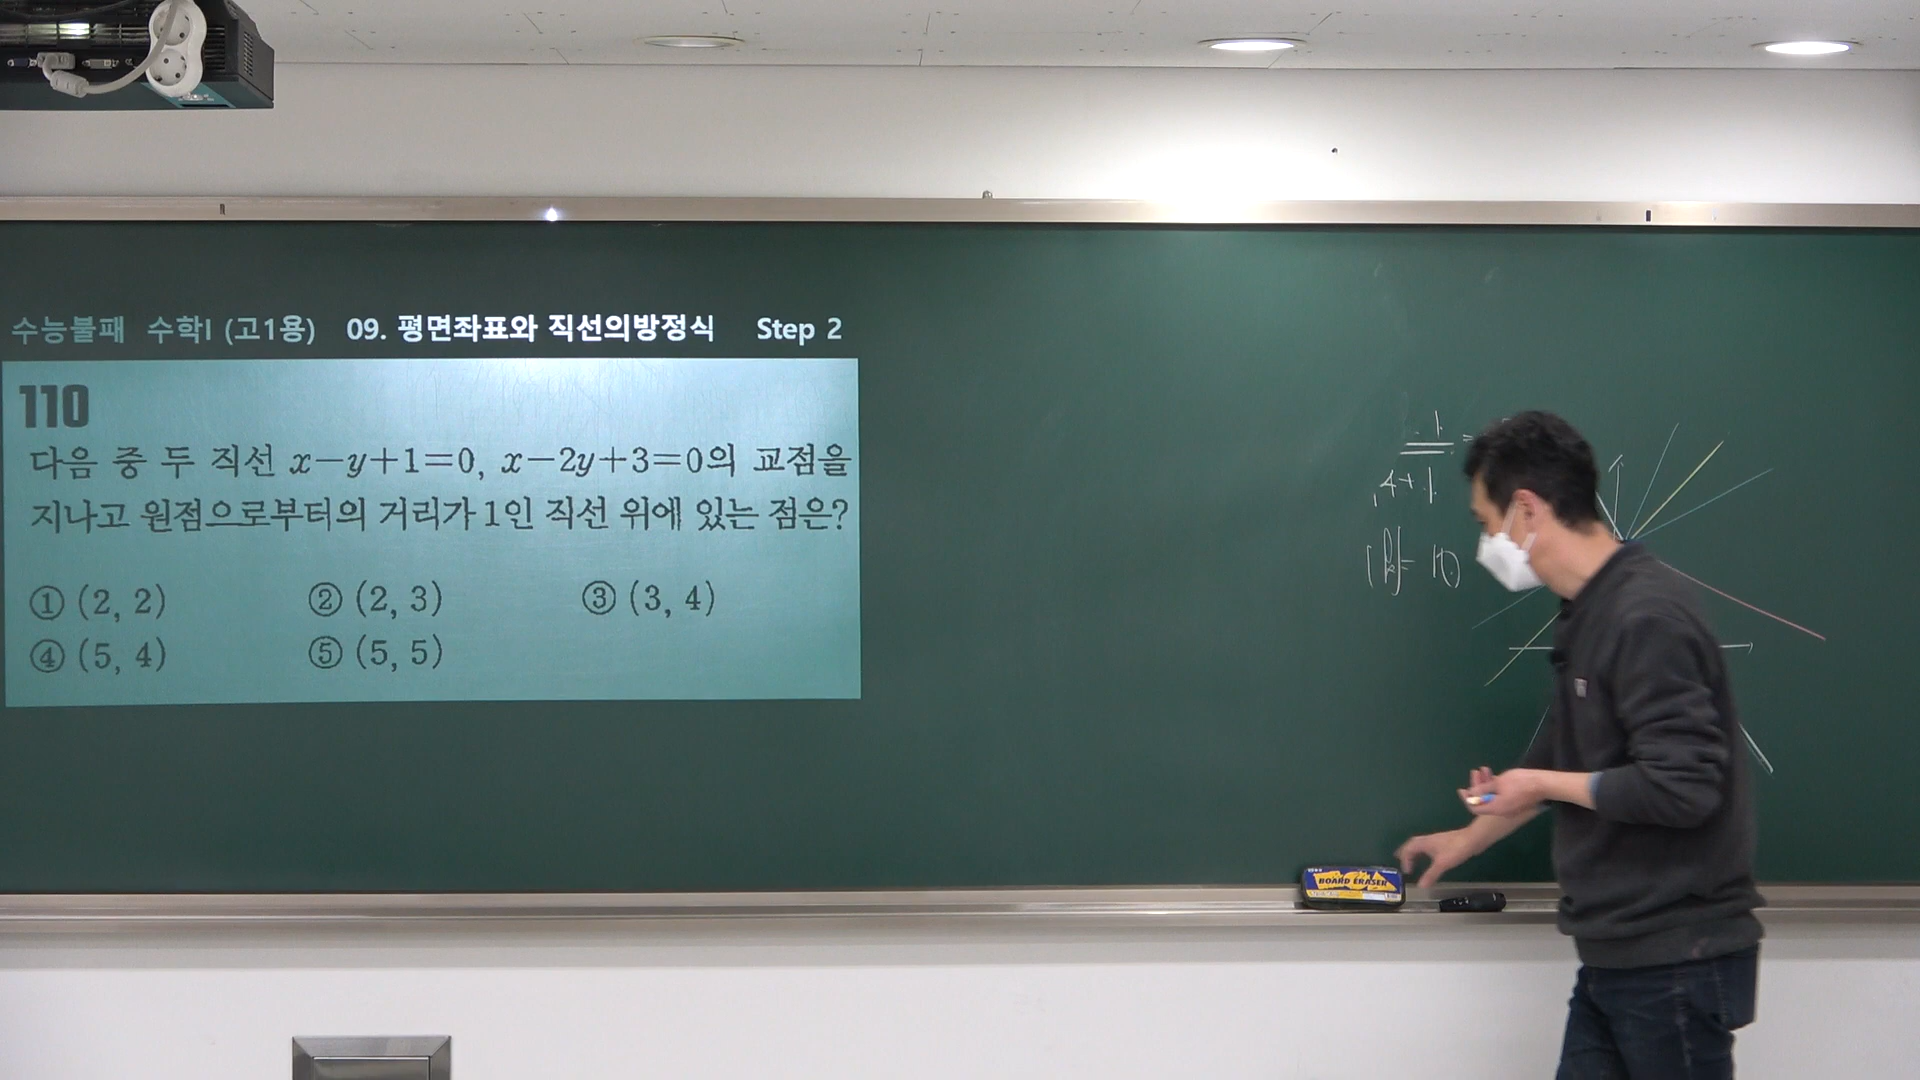 수능불패 수학Ⅰ (고1용) 09. 평면좌표와 직선의방정식 Step 2
110
다음 중 두 직선 x-y+1=0, x-2y+3=0의 교점을
지나고 원점으로부터의 거리가 1인 직선 위에 있는 점은?
① (2, 2) ② (2, 3) ③ (3, 4)
④ (5, 4) ⑤ (5, 5)
BOARD ERASER